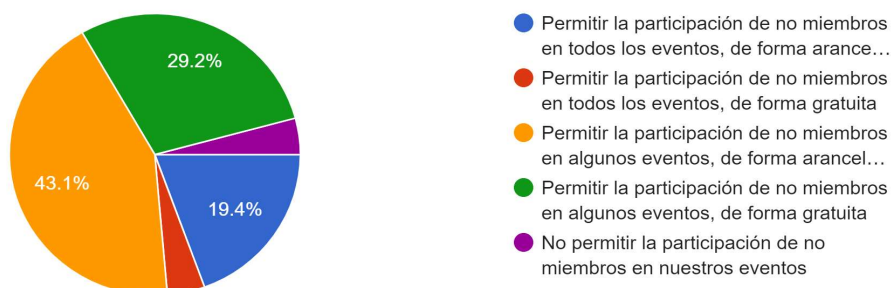 29.2%
43.1%
19.4%
Permitir la participación de no miembros
en todos los eventos, de forma arance…
Permitir la participación de no miembros
en todos los eventos, de forma gratuita
Permitir la participación de no miembros
en algunos eventos, de forma arancel…
Permitir la participación de no miembros
en algunos eventos, de forma gratuita
No permitir la participación de no
miembros en nuestros eventos